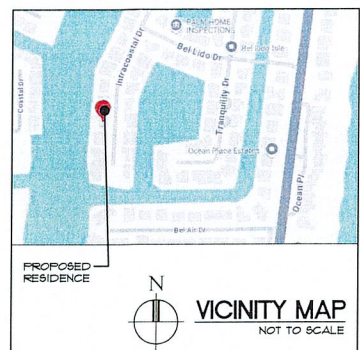 PALM HOME
INSPECTIONS
Bel Lido Dr
Bel Lido Isle
Intracoastal Dr
Coastal Dr
Tranquility Dr
Ocean Place Estates
Ocean Pl
Bel Air Dr
PROPOSED
RESIDENCE
N
VICINITY MAP
NOT TO SCALE